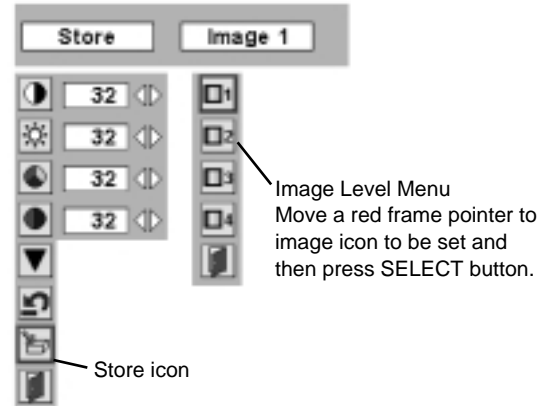 Store Image 1
32 1
32 2
32 3
32 4
Image Level Menu
Move a red frame pointer to
image icon to be set and
then press SELECT button.
Store icon